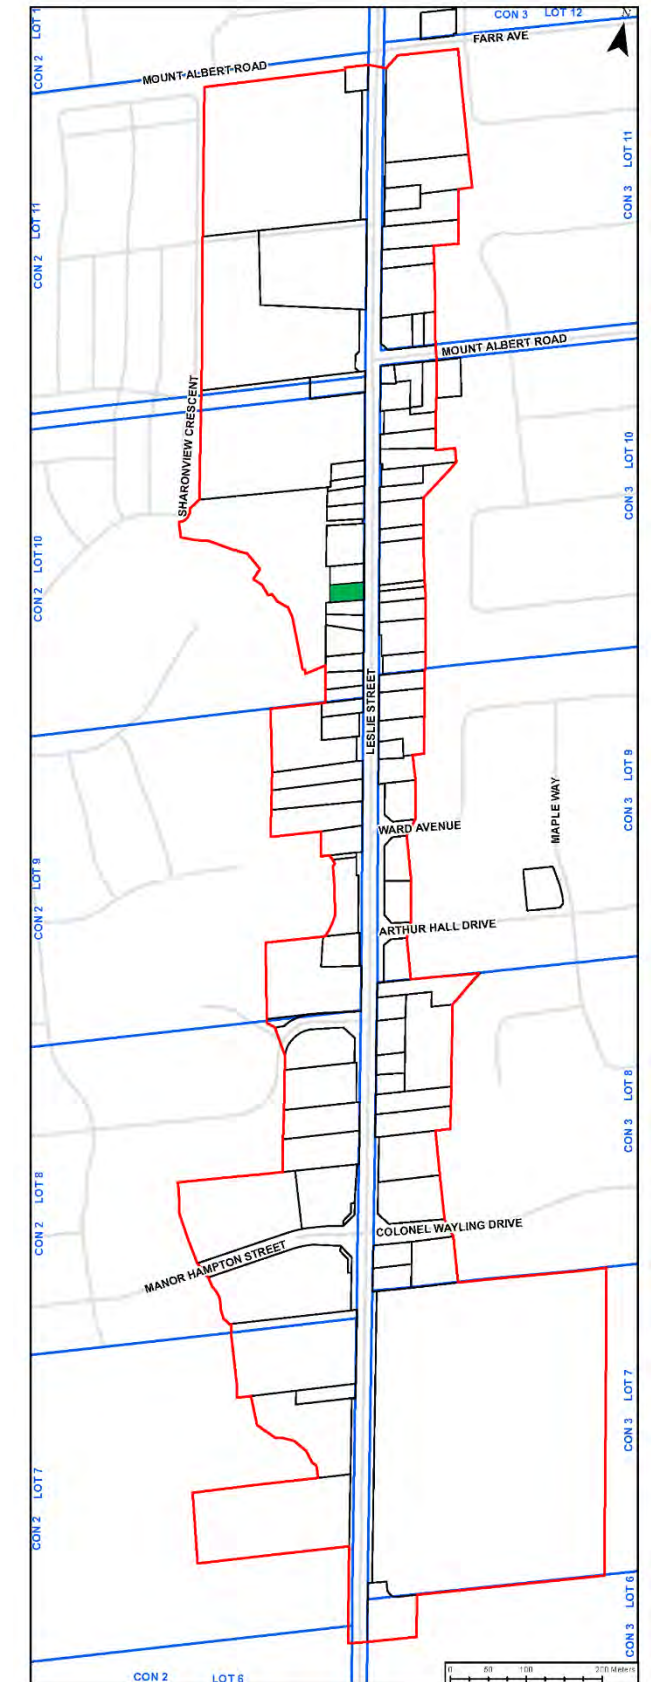 CON 3 LOT 12
N
FARR AVE
CON 2 LOT 1
MOUNT ALBERT ROAD
CON 3 LOT 11
CON 2 LOT 11
MOUNT ALBERT ROAD
SHARONVIEW CRESCENT
CON 3 LOT 10
CON 2 LOT 10
LESLIE STREET
CON 3 LOT 9
MAPLE WAY
WARD AVENUE
CON 2 LOT 9
ARTHUR HALL DRIVE
CON 3 LOT 8
CON 2 LOT 8
COLONEL WAYLING DRIVE
MANOR HAMPTON STREET
CON 3 LOT 7
CON 2 LOT 7
CON 3 LOT 6
CON 2 LOT 6
0 50 100 200 Meters